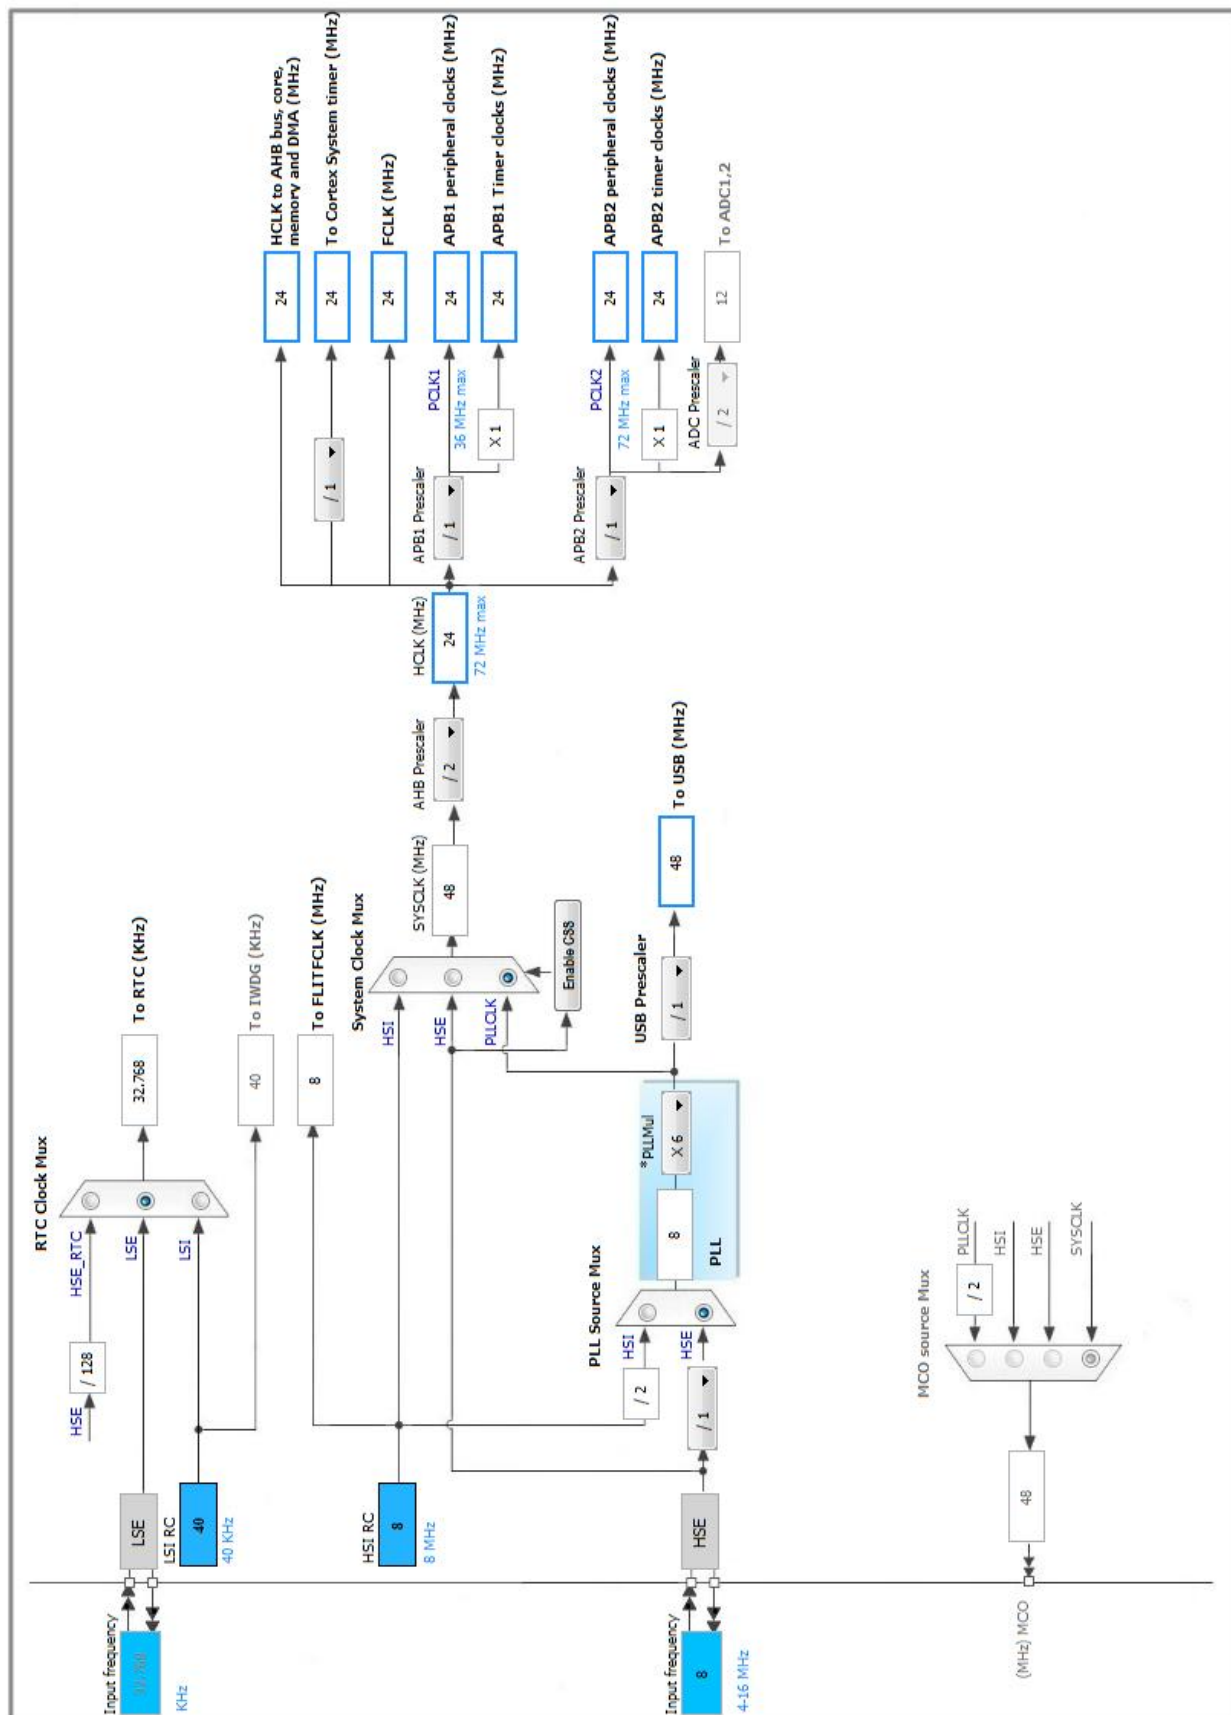 RTC Clock Mux
HSE
/ 128
HSE_RTC
Input frequency
32.768
KHz
LSE
LSE
32.768
To RTC (KHz)
LSI RC
40
40 KHz
LSI
40
To IWDG (KHz)
8
To FLITFCLK (MHz)
HSI RC
8
8 MHz
System Clock Mux
HSI
HSE
PLLCLK
SYSCLK (MHz)
48
AHB Prescaler
/ 2
HCLK (MHz)
24
72 MHz max
Enable CSS
24
HCLK to AHB bus, core,
memory and DMA (MHz)
/ 1
24
To Cortex System timer (MHz)
24
FCLK (MHz)
APB1 Prescaler
/ 1
PCLK1
36 MHz max
24
APB1 peripheral clocks (MHz)
X 1
24
APB1 Timer clocks (MHz)
APB2 Prescaler
/ 1
PCLK2
72 MHz max
24
APB2 peripheral clocks (MHz)
X 1
24
APB2 timer clocks (MHz)
ADC Prescaler
/ 2
12
To ADC1,2
PLL Source Mux
HSI
/ 2
HSE
/ 1
Input frequency
8
4-16 MHz
HSE
8
*PLLMul
X 6
PLL
USB Prescaler
/ 1
48
To USB (MHz)
MCO source Mux
PLLCLK
/ 2
HSI
HSE
SYSCLK
48
(MHz) MCO